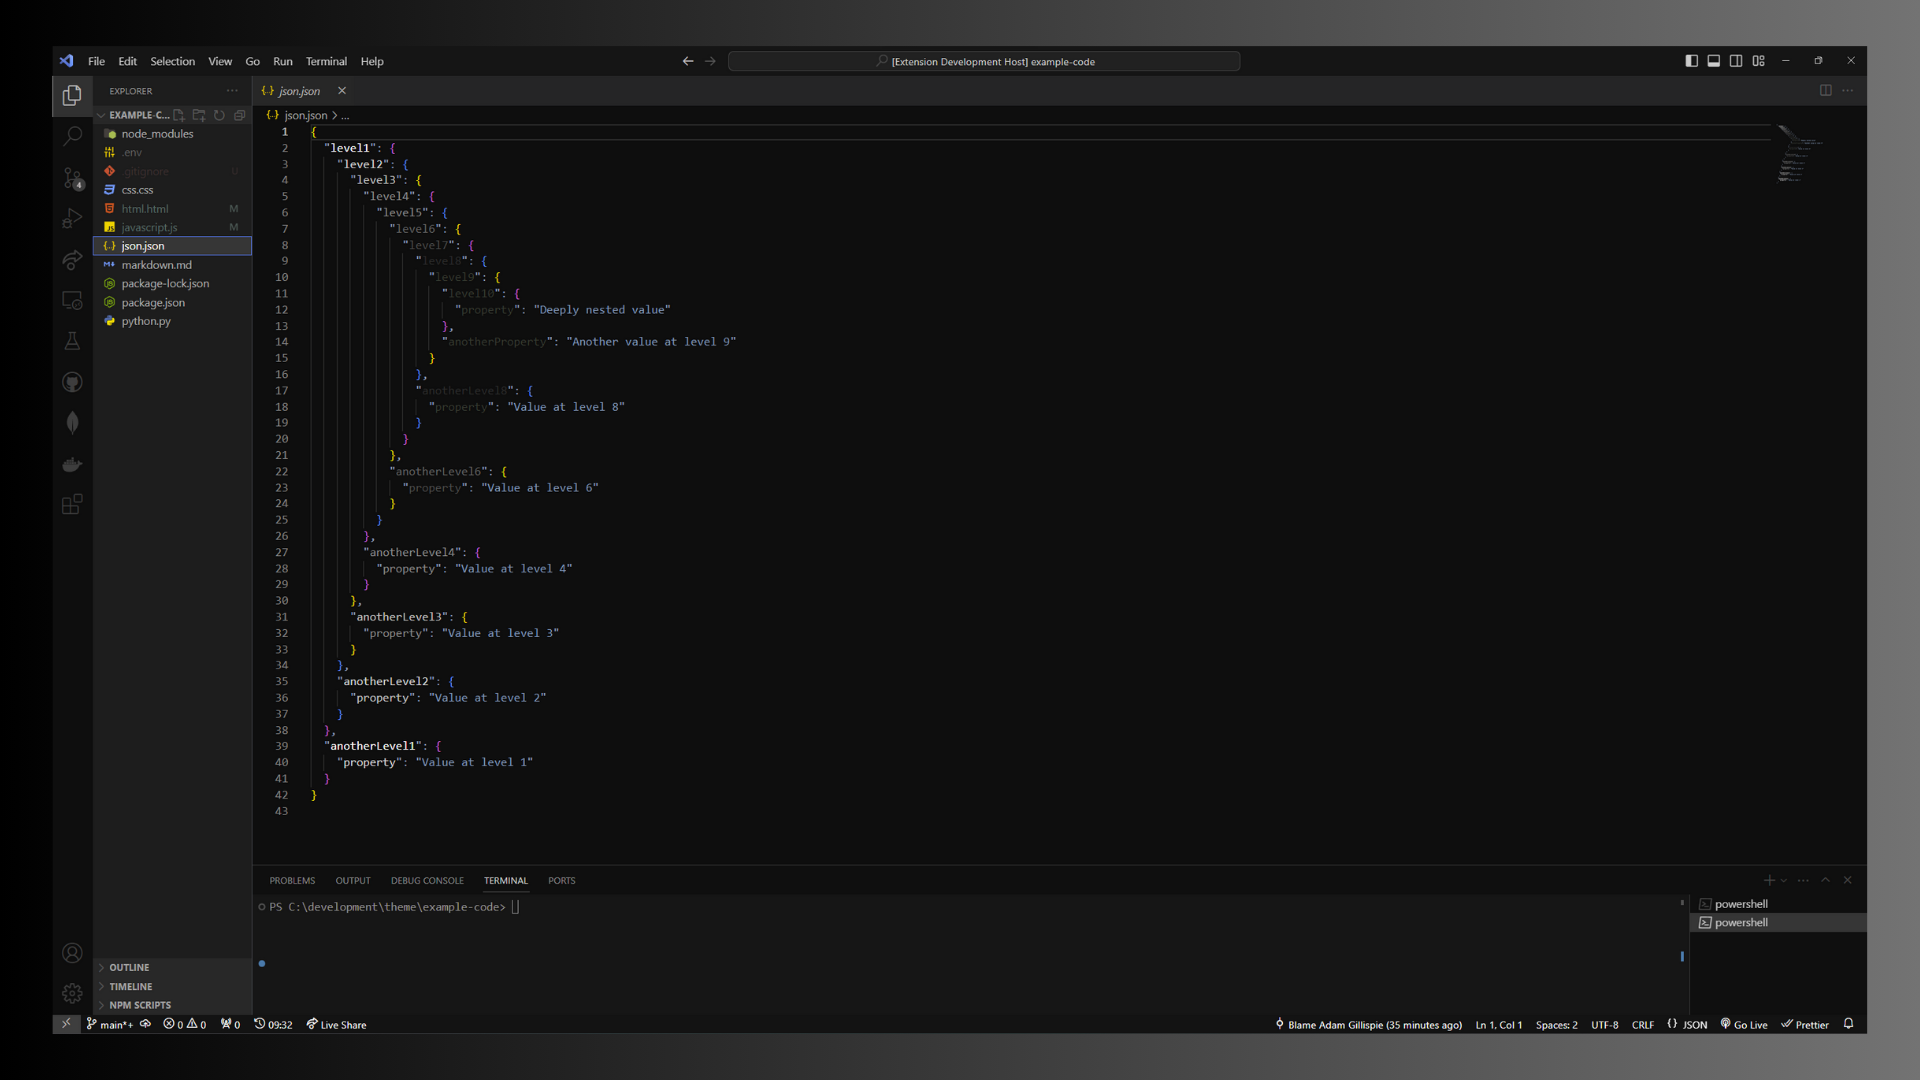 File Edit Selection View Go Run Terminal Help
[Extension Development Host] example-code
EXPLORER
EXAMPLE-C...
node_modules
.env
.gitignore U
css.css
html.html M
javascript.js M
json.json
markdown.md
package-lock.json
package.json
python.py
OUTLINE
TIMELINE
NPM SCRIPTS
4
json.json
json.json > ...
1 {
2 "level1": {
3 "level2": {
4 "level3": {
5 "level4": {
6 "level5": {
7 "level6": {
8 "level7": {
9 "level8": {
10 "level9": {
11 "level10": {
12 "property": "Deeply nested value"
13 },
14 "anotherProperty": "Another value at level 9"
15 }
16 },
17 "anotherLevel8": {
18 "property": "Value at level 8"
19 }
20 }
21 },
22 "anotherLevel6": {
23 "property": "Value at level 6"
24 }
25 }
26 },
27 "anotherLevel4": {
28 "property": "Value at level 4"
29 }
30 },
31 "anotherLevel3": {
32 "property": "Value at level 3"
33 }
34 },
35 "anotherLevel2": {
36 "property": "Value at level 2"
37 }
38 },
39 "anotherLevel1": {
40 "property": "Value at level 1"
41 }
42 }
43
PROBLEMS OUTPUT DEBUG CONSOLE TERMINAL PORTS
PS C:\development\theme\example-code>
powershell
powershell
main*+ 0 0 0 09:32 Live Share
Blame Adam Gillispie (35 minutes ago) Ln 1, Col 1 Spaces: 2 UTF-8 CRLF {} JSON Go Live Prettier